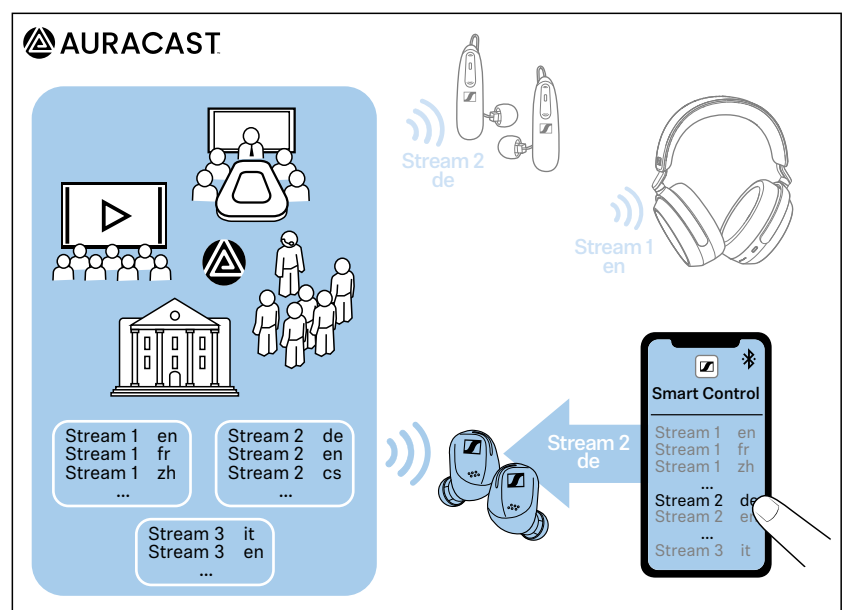 AURACAST™
Stream 2
de
Stream 1
en
Stream 1 en
Stream 1 fr
Stream 1 zh
...
Stream 2 de
Stream 2 en
Stream 2 cs
...
Stream 3 it
Stream 3 en
...
Stream 2
de
Smart Control
Stream 1 en
Stream 1 fr
Stream 1 zh
...
Stream 2 de
Stream 2 en
...
Stream 3 it